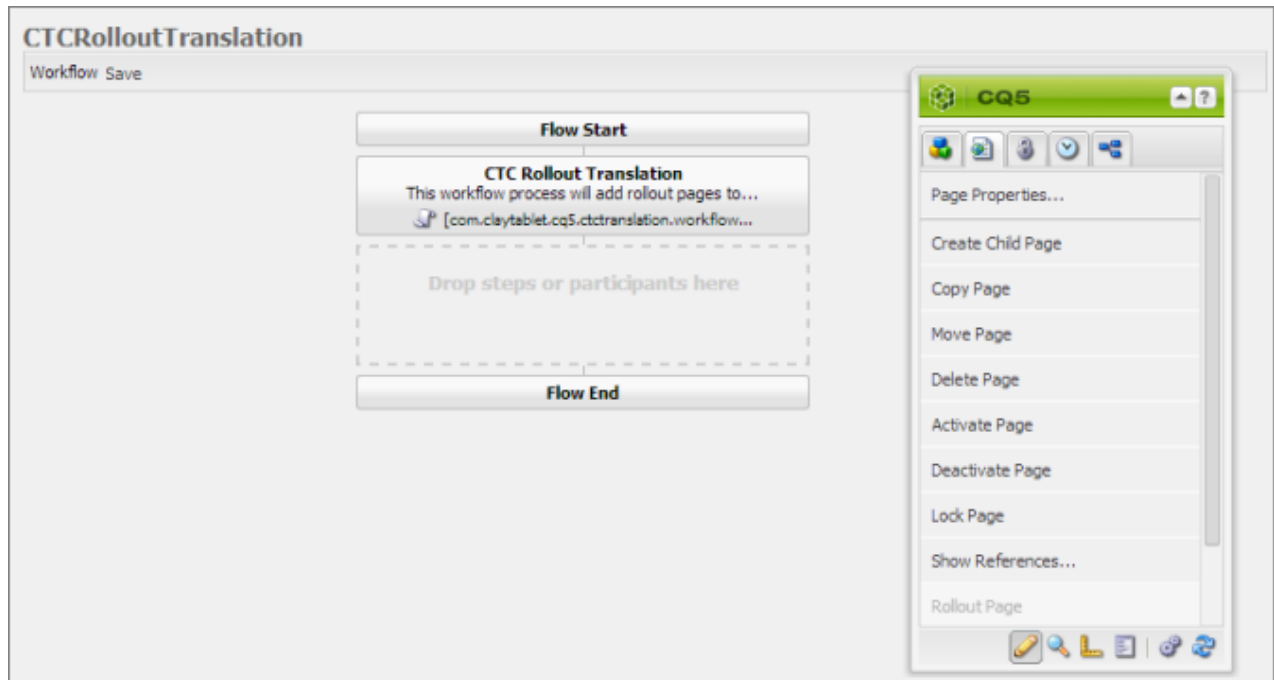 CTCRolloutTranslation
Workflow Save
Flow Start
CTC Rollout Translation
This workflow process will add rollout pages to...
[com.claytablet.cq5.ctctranslation.workflow...
Drop steps or participants here
Flow End
CQ5
?
Page Properties...
Create Child Page
Copy Page
Move Page
Delete Page
Activate Page
Deactivate Page
Lock Page
Show References...
Rollout Page